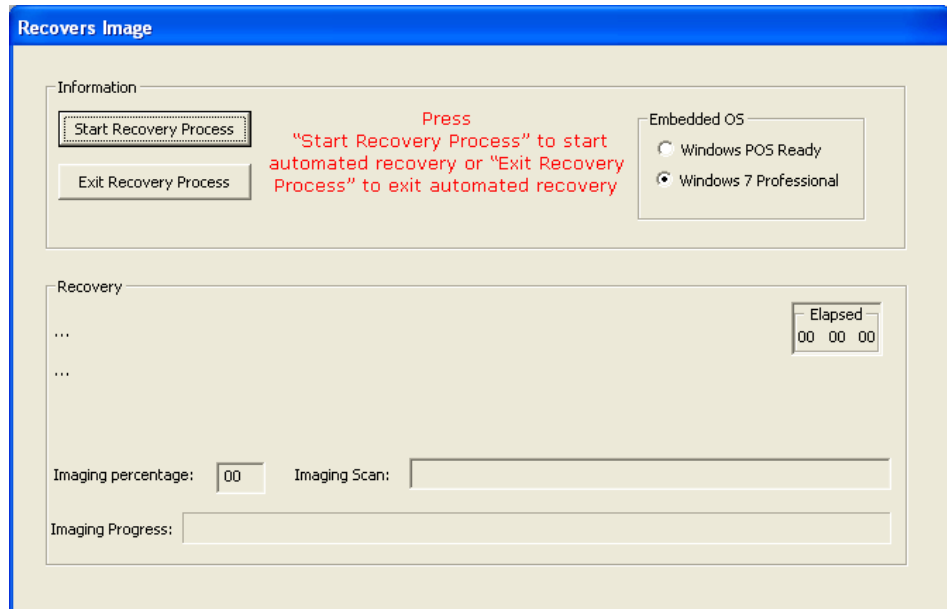 Recovers Image
Information
Start Recovery Process
Exit Recovery Process
Press
“Start Recovery Process” to start
automated recovery or “Exit Recovery
Process” to exit automated recovery
Embedded OS
Windows POS Ready
Windows 7 Professional
Recovery
...
...
Elapsed
00 00 00
Imaging percentage: 00 Imaging Scan:
Imaging Progress: